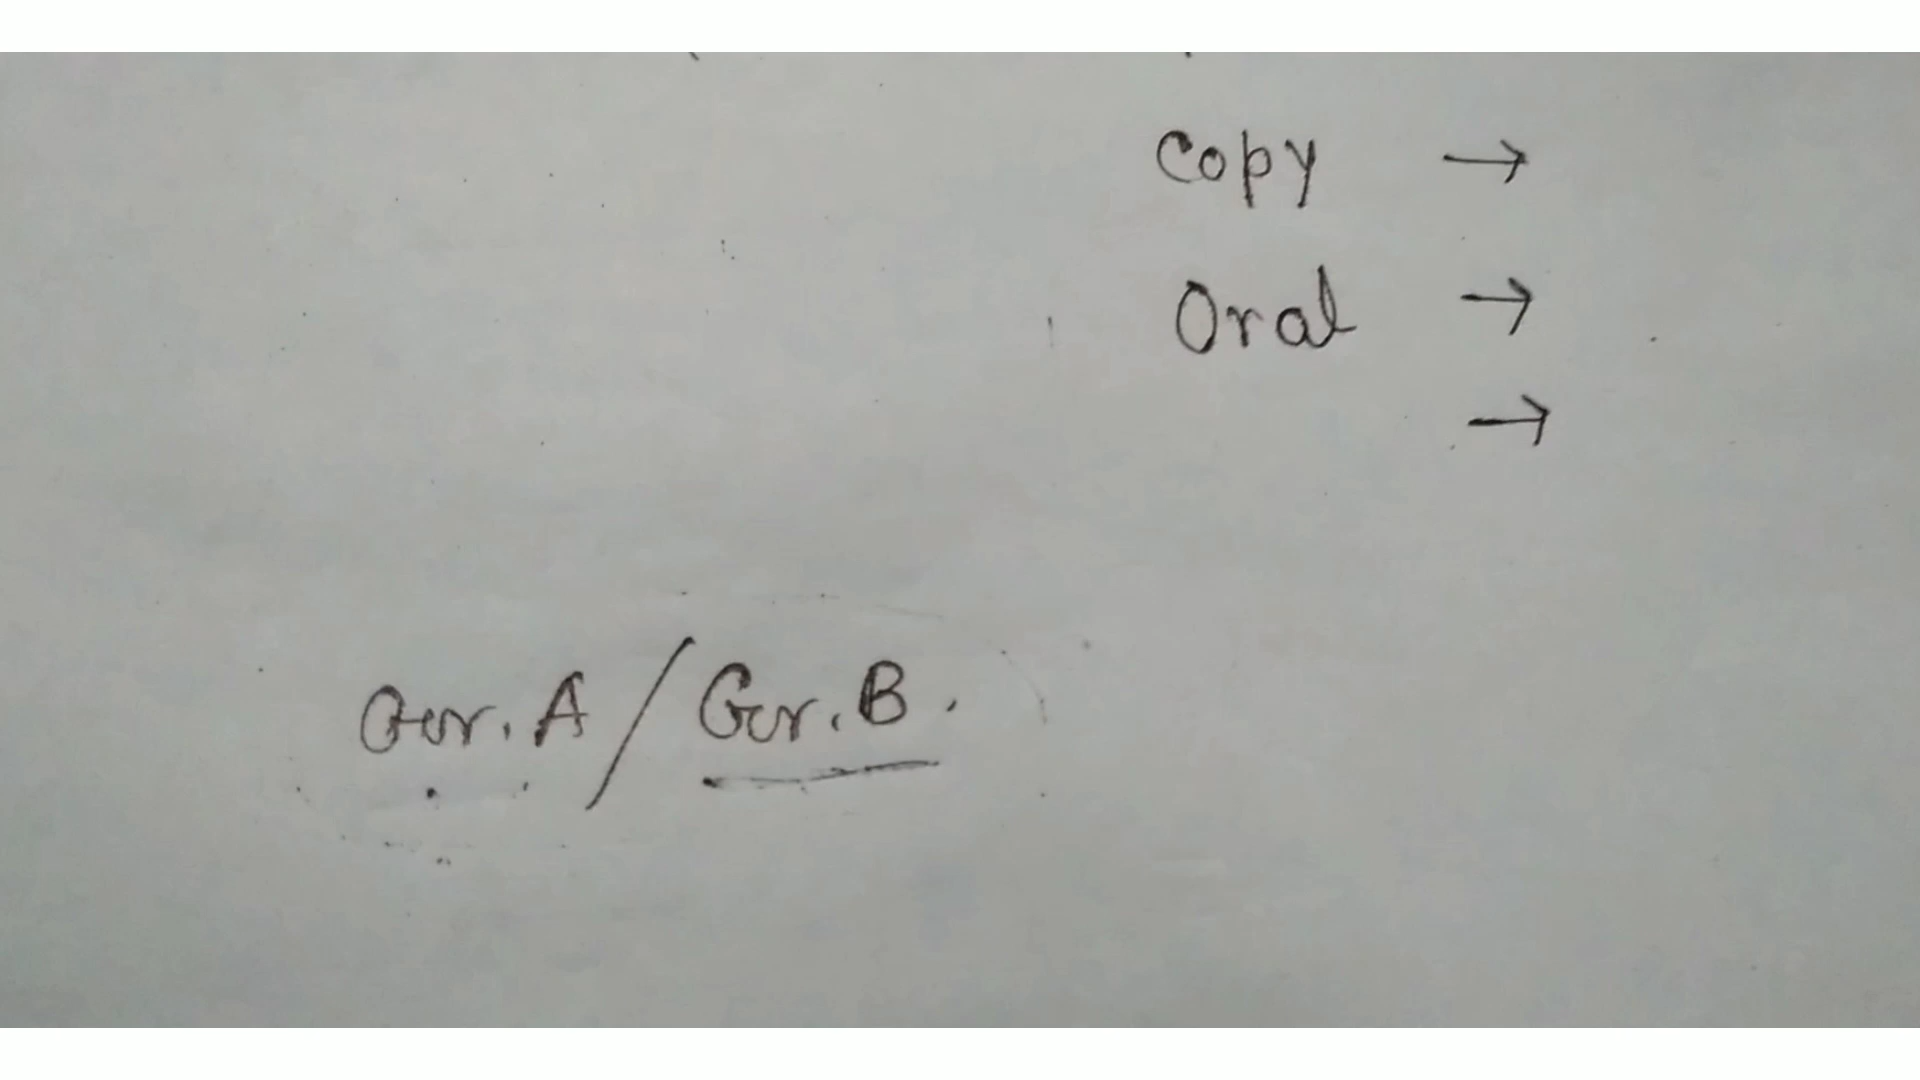 Copy →
Oral →
→
Gr. A / Gr. B.